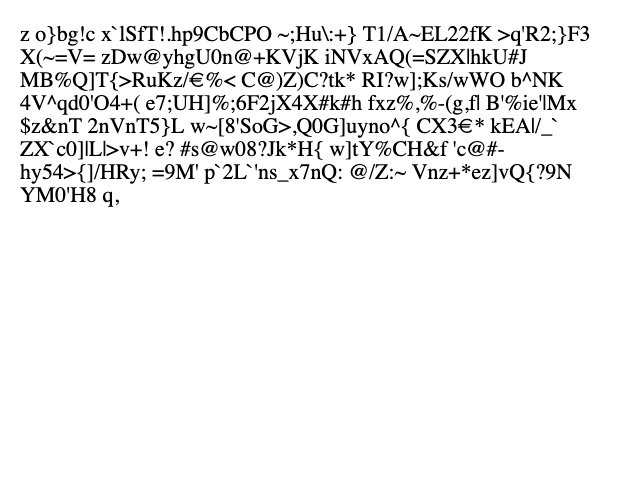 z o}bg!c x`lSfT!.hp9CbCPO ~;Hu\:+} T1/A~EL22fK >q'R2;}F3
X(~=V= zDw@yhgU0n@+KVjK iNVxAQ(=SZX|hkU#J
MB%Q]T{>RuKz/€%< C@)Z)C?tk* RI?w];Ks/wWO b^NK
4V^qd0'O4+( e7;UH]%;6F2jX4X#k#h fxz%,%-(g,fl B'%ie'|Mx
$z&nT 2nVnT5}L w~[8'SoG>,Q0G]uyno^{ CX3€* kEA|/_`
ZX`c0]|L|>v+! e? #s@w08?Jk*H{ w]tY%CH&f 'c@#-
hy54>{]/HRy; =9M' p`2L`'ns_x7nQ: @/Z:~ Vnz+*ez]vQ{?9N
YM0'H8 q,